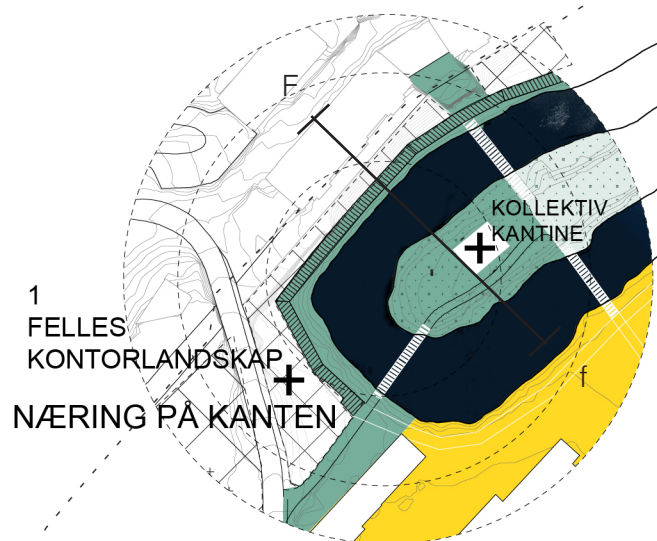 F
KOLLEKTIV
KANTINE
1
FELLES
KONTORLANDSKAP
f
NÆRING PÅ KANTEN